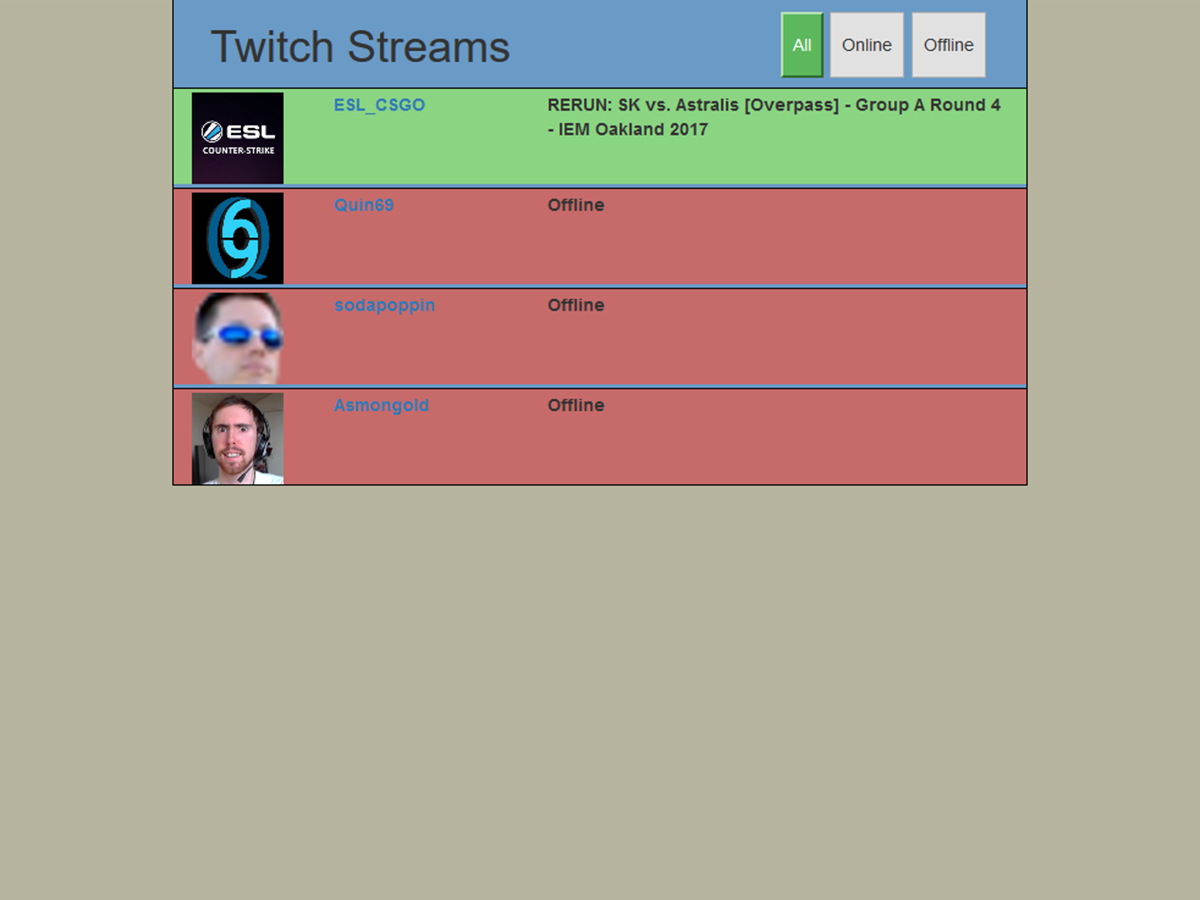 Twitch Streams
All
Online
Offline
ESL
COUNTER-STRIKE
ESL_CSGO
RERUN: SK vs. Astralis [Overpass] - Group A Round 4
- IEM Oakland 2017
Quin69
Offline
sodapoppin
Offline
Asmongold
Offline